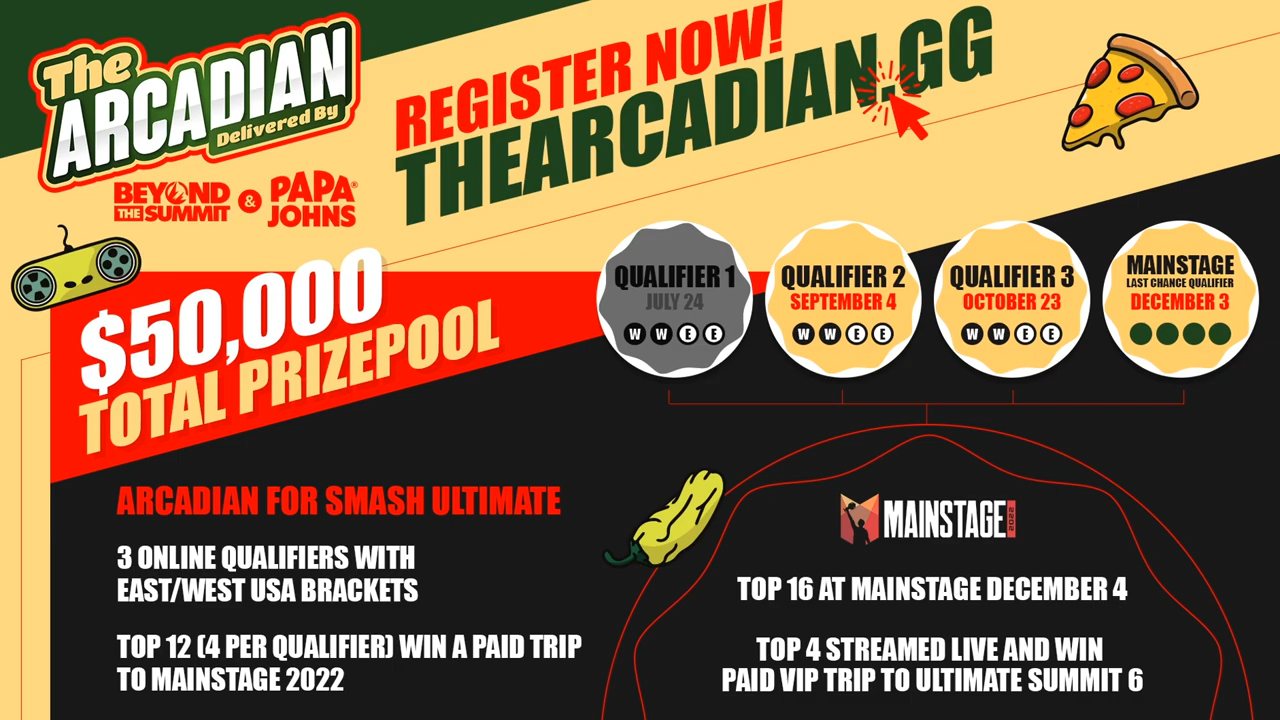 The
ARCADIAN
Delivered By
BEYOND
THE SUMMIT
&
PAPA
JOHNS®
REGISTER NOW!
THEARCADIAN.GG
$50,000
TOTAL PRIZEPOOL
QUALIFIER 1
JULY 24
W W E E
QUALIFIER 2
SEPTEMBER 4
W W E E
QUALIFIER 3
OCTOBER 23
W W E E
MAINSTAGE
LAST CHANCE QUALIFIER
DECEMBER 3
ARCADIAN FOR SMASH ULTIMATE
3 ONLINE QUALIFIERS WITH
EAST/WEST USA BRACKETS
TOP 12 (4 PER QUALIFIER) WIN A PAID TRIP
TO MAINSTAGE 2022
MAINSTAGE 2022
TOP 16 AT MAINSTAGE DECEMBER 4
TOP 4 STREAMED LIVE AND WIN
PAID VIP TRIP TO ULTIMATE SUMMIT 6